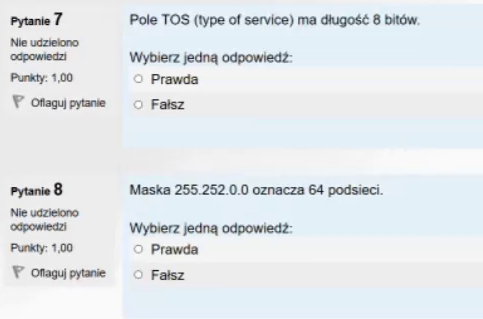 Pytanie 7
Nie udzielono
odpowiedzi
Punkty: 1,00
Oflaguj pytanie
Pole TOS (type of service) ma długość 8 bitów.
Wybierz jedną odpowiedź:
Prawda
Fałsz
Pytanie 8
Nie udzielono
odpowiedzi
Punkty: 1,00
Oflaguj pytanie
Maska 255.252.0.0 oznacza 64 podsieci.
Wybierz jedną odpowiedź:
Prawda
Fałsz